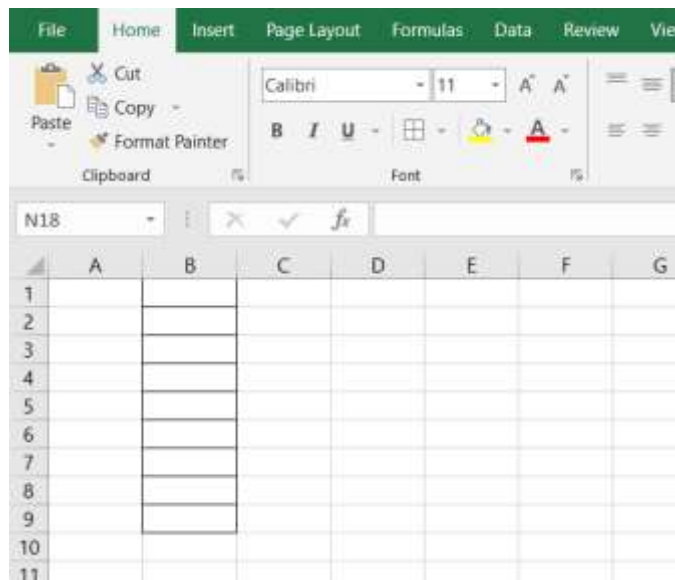 File Home Insert Page Layout Formulas Data Review Vie
Cut
Calibri 11 A A
Copy
Paste
Format Painter
B I U A
Clipboard Font
N18 fx
A B C D E F G
1
2
3
4
5
6
7
8
9
10
11